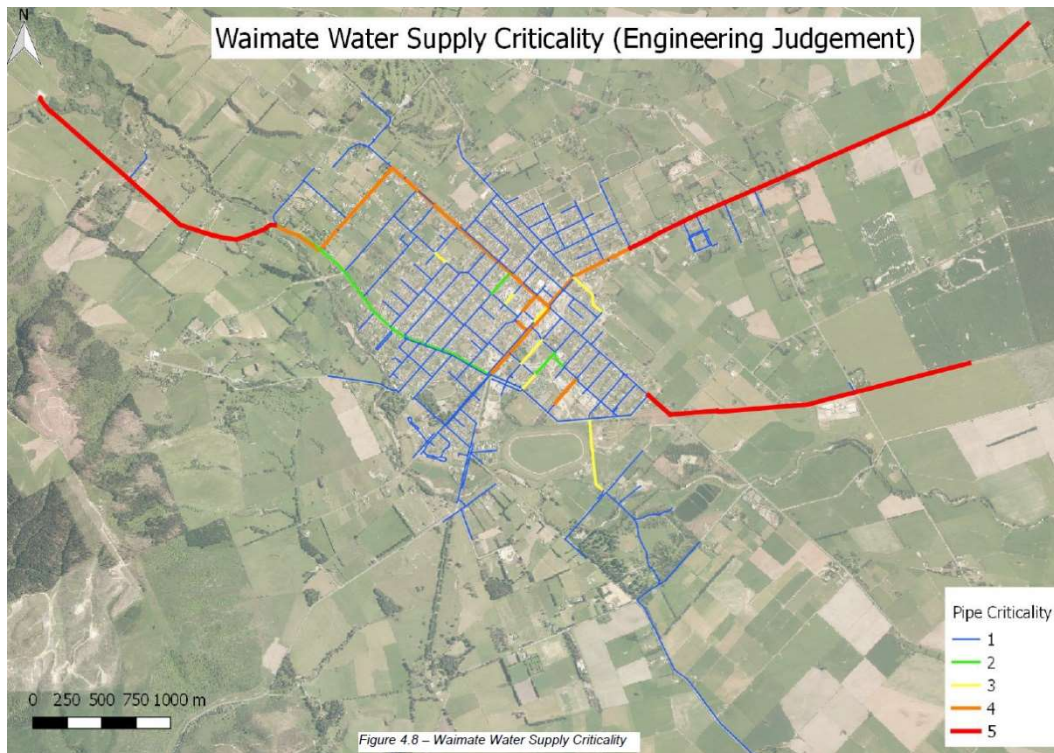 N
Waimate Water Supply Criticality (Engineering Judgement)
Pipe Criticality
1
2
3
4
5
0 250 500 750 1000 m
Figure 4.8 – Waimate Water Supply Criticality